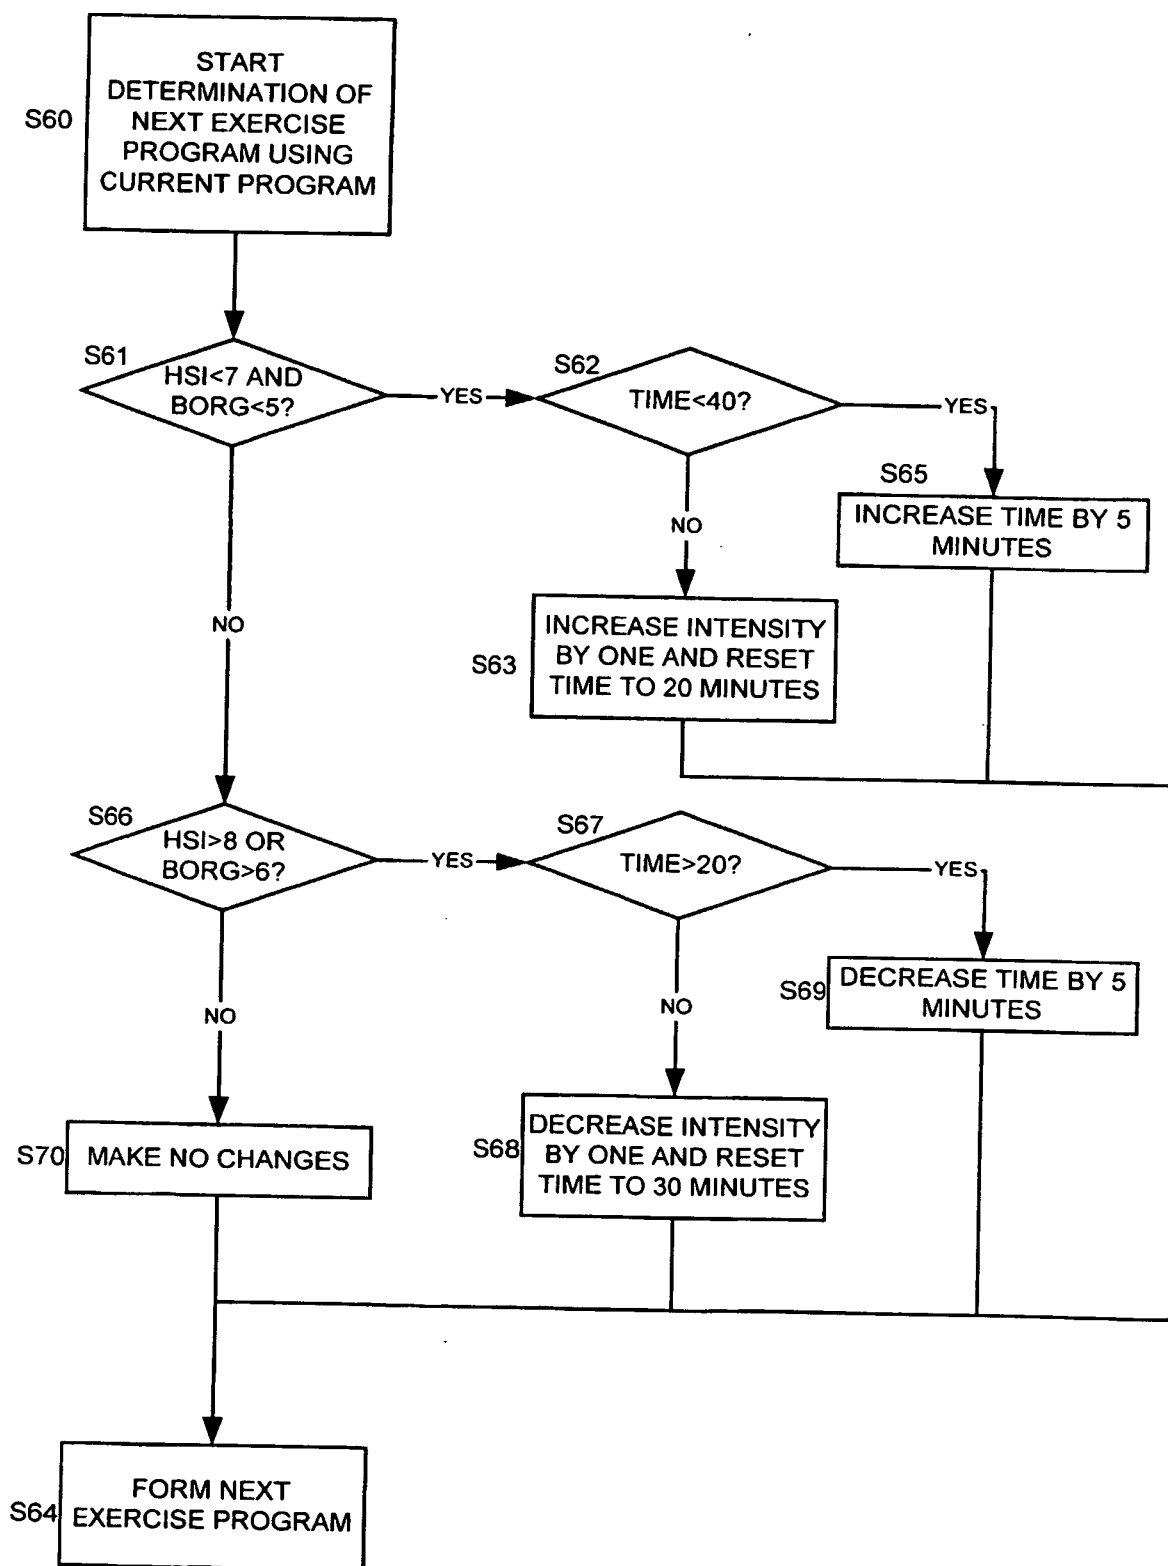 START
DETERMINATION OF
NEXT EXERCISE
PROGRAM USING
CURRENT PROGRAM
S60
S61
HSI<7 AND
BORG<5?
YES
S62
TIME<40?
YES
S65
INCREASE TIME BY 5
MINUTES
NO
NO
S63
INCREASE INTENSITY
BY ONE AND RESET
TIME TO 20 MINUTES
S66
HSI>8 OR
BORG>6?
YES
S67
TIME>20?
YES
S69
DECREASE TIME BY 5
MINUTES
NO
NO
S70
MAKE NO CHANGES
S68
DECREASE INTENSITY
BY ONE AND RESET
TIME TO 30 MINUTES
S64
FORM NEXT
EXERCISE PROGRAM